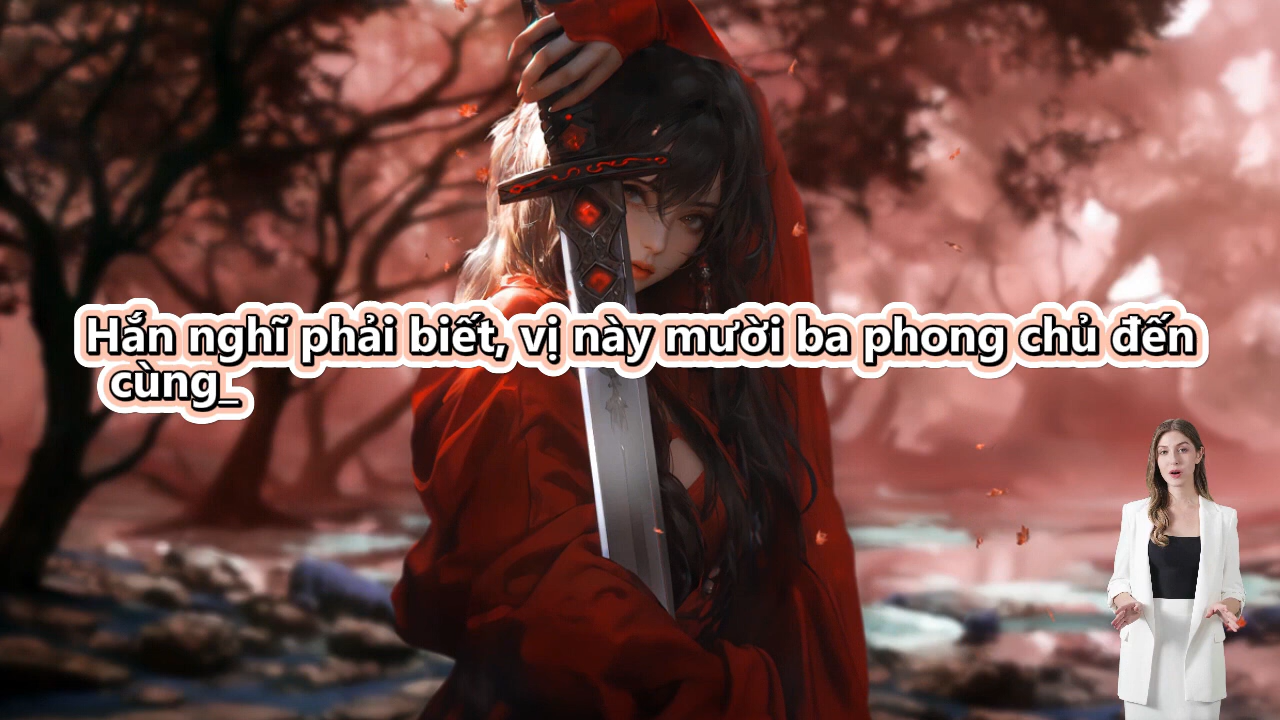 Hắn nghĩ phải biết, vị này mười ba phong chủ đến
cùng_